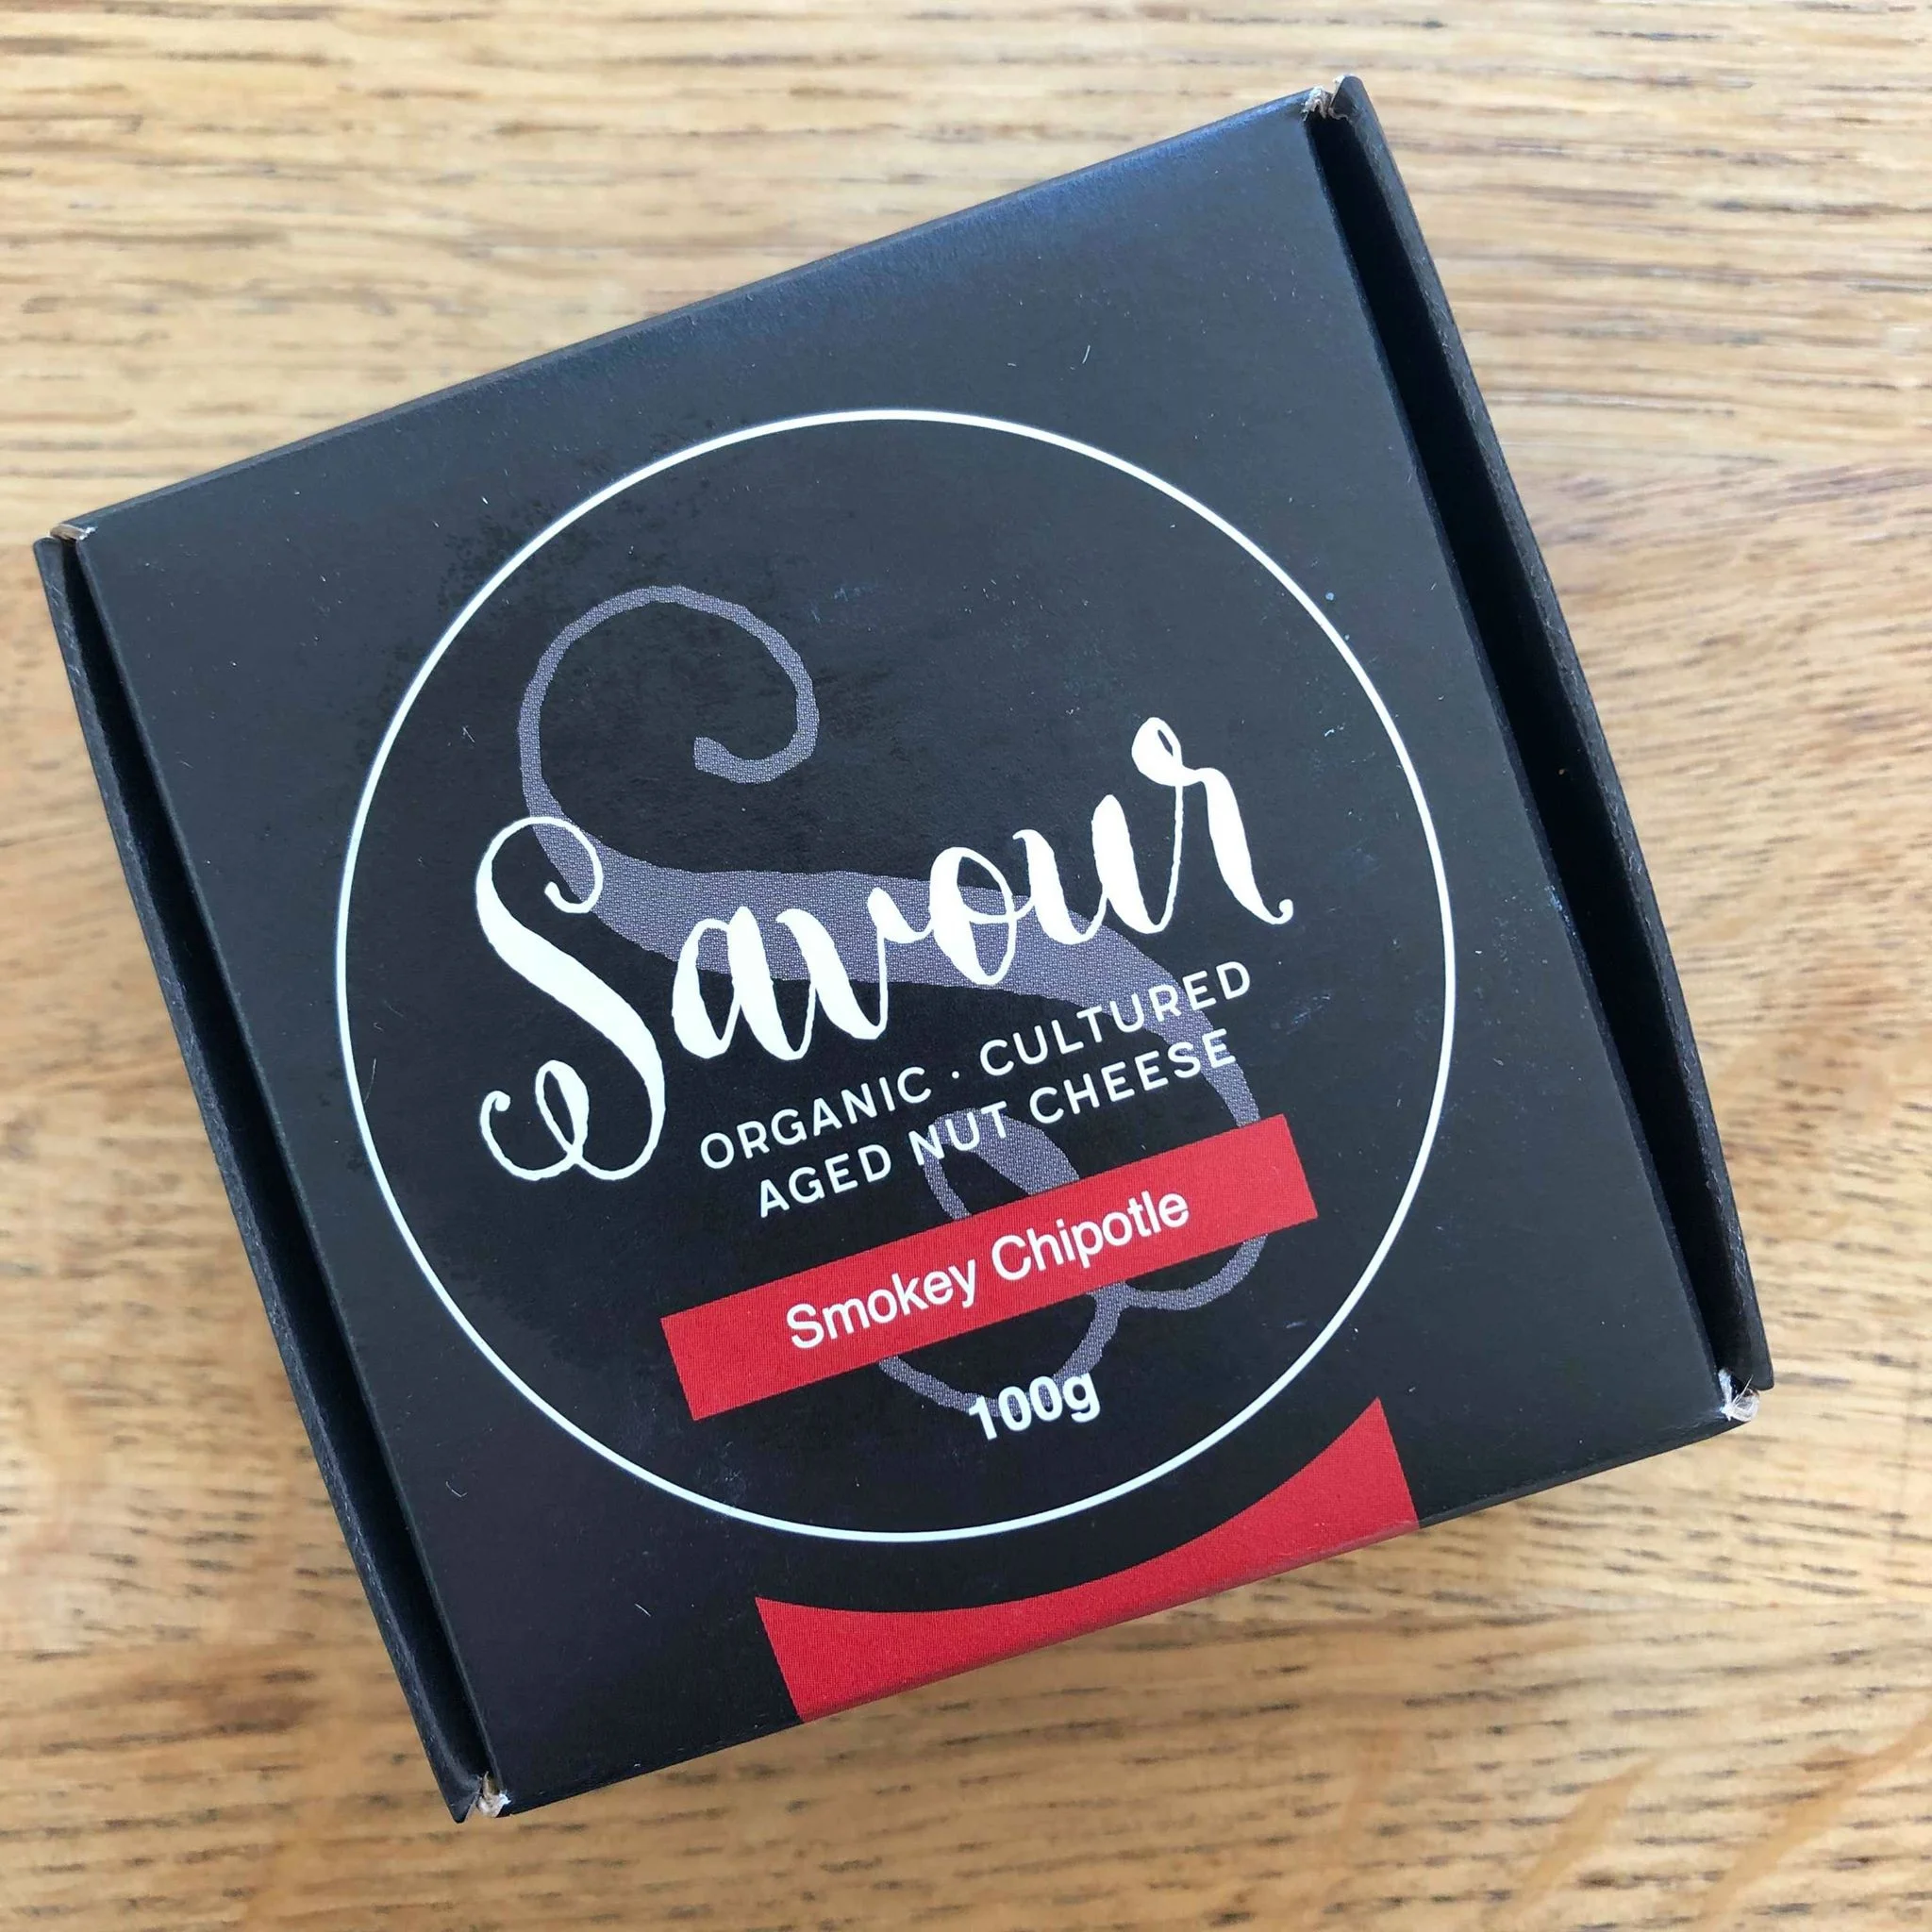 Savour
ORGANIC · CULTURED
AGED NUT CHEESE
Smokey Chipotle
100g